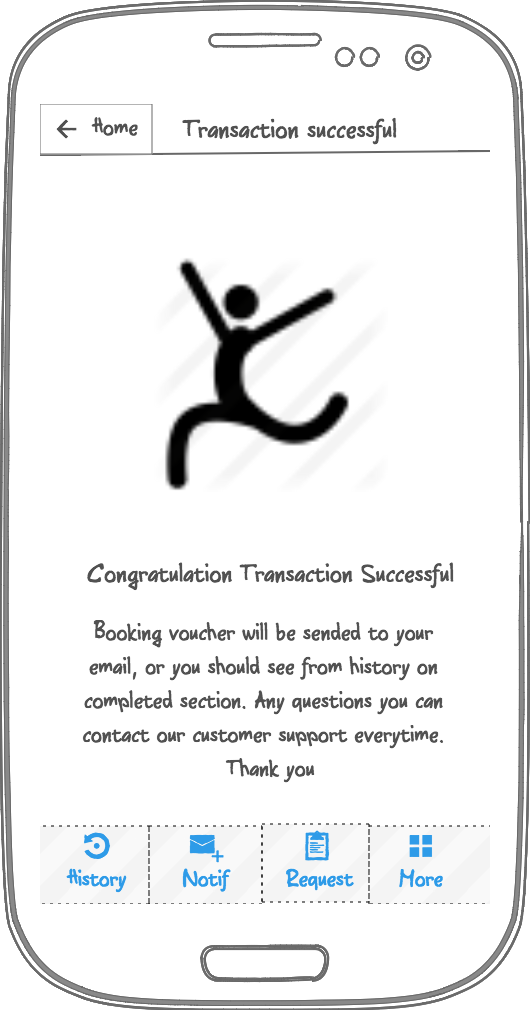 Home
Transaction successful
Congratulation Transaction Successful
Booking voucher will be sended to your
email, or you should see from history on
completed section. Any questions you can
contact our customer support everytime.
Thank you
History
Notif
Request
More